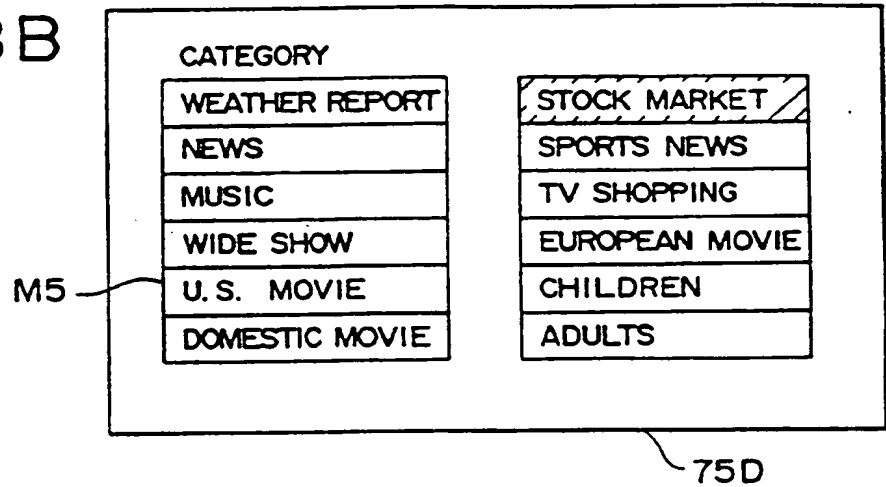 BB
CATEGORY
WEATHER REPORT
NEWS
MUSIC
WIDE SHOW
U.S. MOVIE
DOMESTIC MOVIE
STOCK MARKET
SPORTS NEWS
TV SHOPPING
EUROPEAN MOVIE
CHILDREN
ADULTS
M5
75D